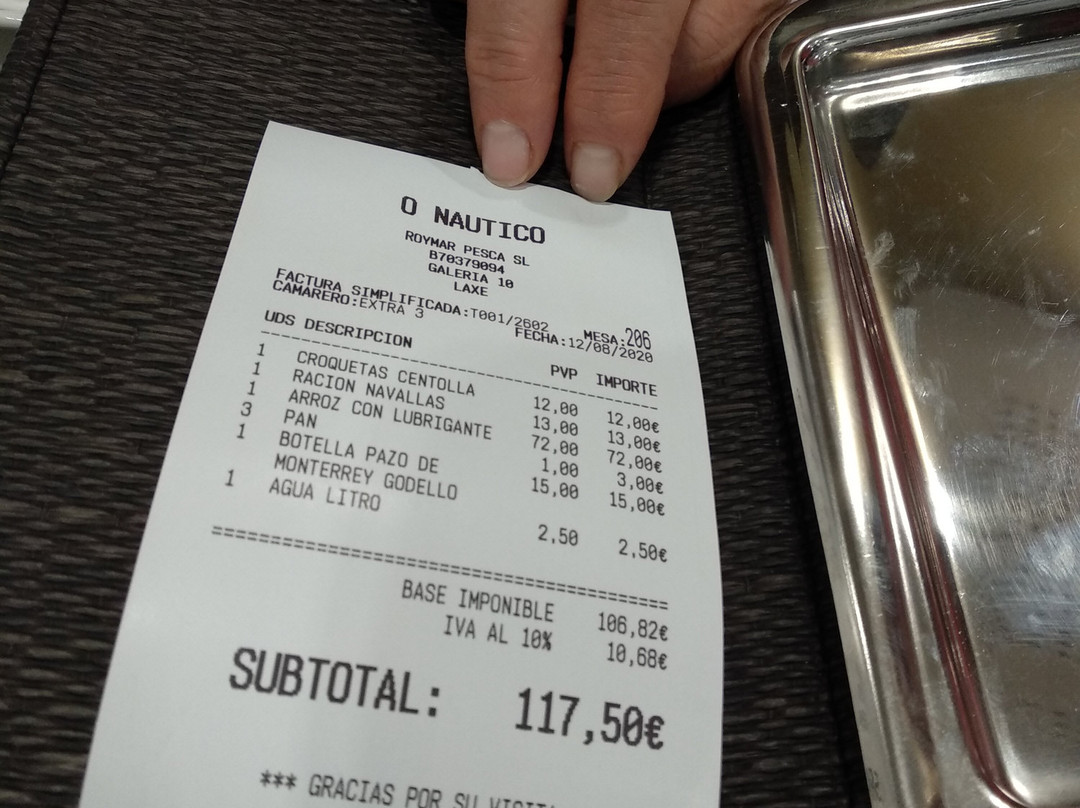 O NAUTICO
ROYMAR PESCA SL
B70379094
GALERIA 10
LAXE
FACTURA SIMPLIFICADA:T001/2602 MESA:206
CAMARERO:EXTRA 3 FECHA:12/08/2020
UDS DESCRIPCION PVP IMPORTE
1 CROQUETAS CENTOLLA 12,00 12,00€
1 RACION NAVALLAS 13,00 13,00€
1 ARROZ CON LUBRIGANTE 72,00 72,00€
3 PAN 1,00 3,00€
1 BOTELLA PAZO DE 15,00 15,00€
MONTERREY GODELLO
1 AGUA LITRO 2,50 2,50€
BASE IMPONIBLE 106,82€
IVA AL 10% 10,68€
SUBTOTAL: 117,50€
*** GRACIAS POR SU VISITA